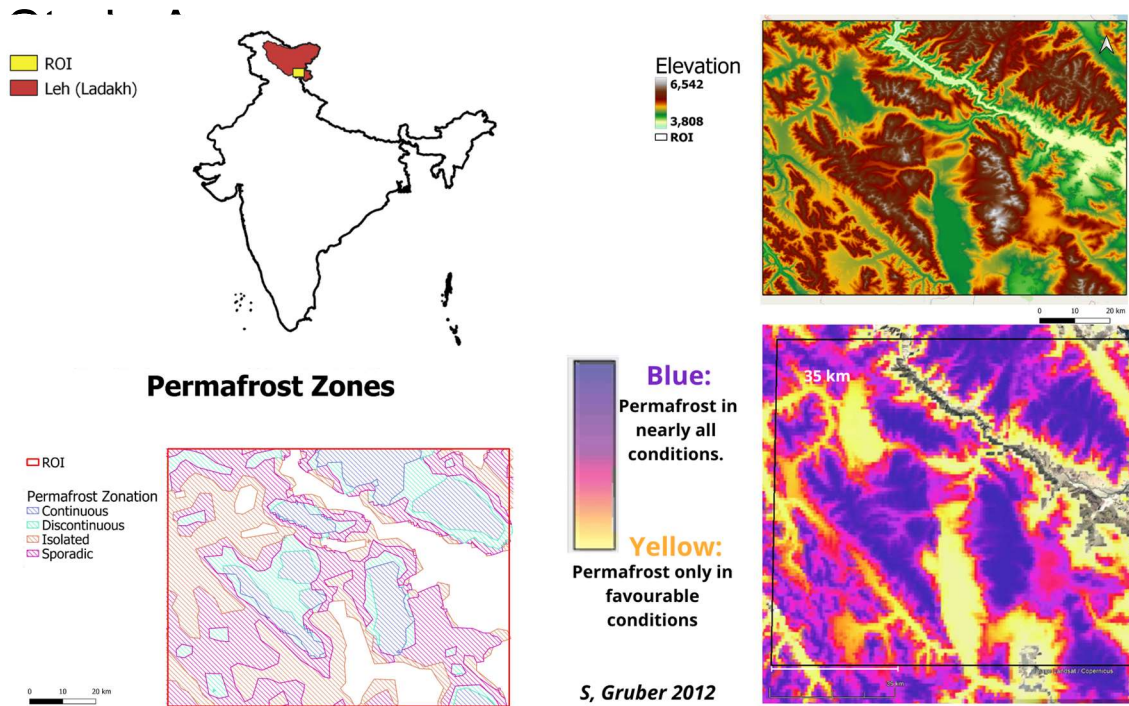 ROI
Leh (Ladakh)
Elevation
6,542
3,808
ROI
0 10 20 km
Permafrost Zones
ROI
Permafrost Zonation
Continuous
Discontinuous
Isolated
Sporadic
0 10 20 km
Blue:
Permafrost in
nearly all
conditions.
Yellow:
Permafrost only in
favourable
conditions
S, Gruber 2012
35 km
Landsat / Copernicus